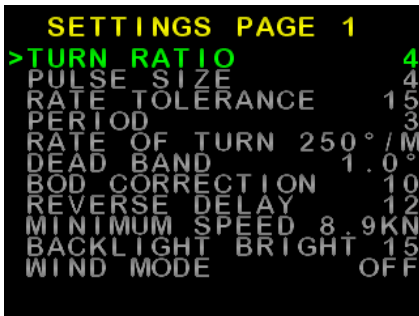 SETTINGS PAGE 1
>TURN RATIO 4
PULSE SIZE 4
RATE TOLERANCE 15
PERIOD 3
RATE OF TURN 250°/M
DEAD BAND 1.0°
BOD CORRECTION 10
REVERSE DELAY 12
MINIMUM SPEED 8.9KN
BACKLIGHT BRIGHT 15
WIND MODE OFF